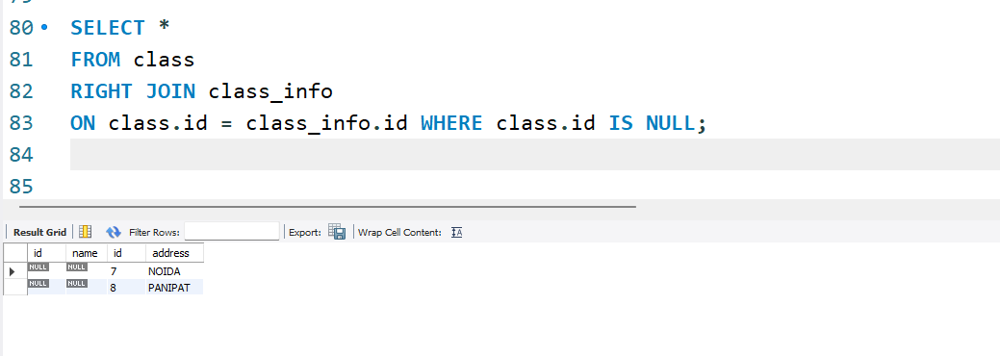 79
80 SELECT *
81 FROM class
82 RIGHT JOIN class_info
83 ON class.id = class_info.id WHERE class.id IS NULL;
84
85
Result Grid Filter Rows: Export: Wrap Cell Content: IA
id name id address
NULL NULL 7 NOIDA
NULL NULL 8 PANIPAT